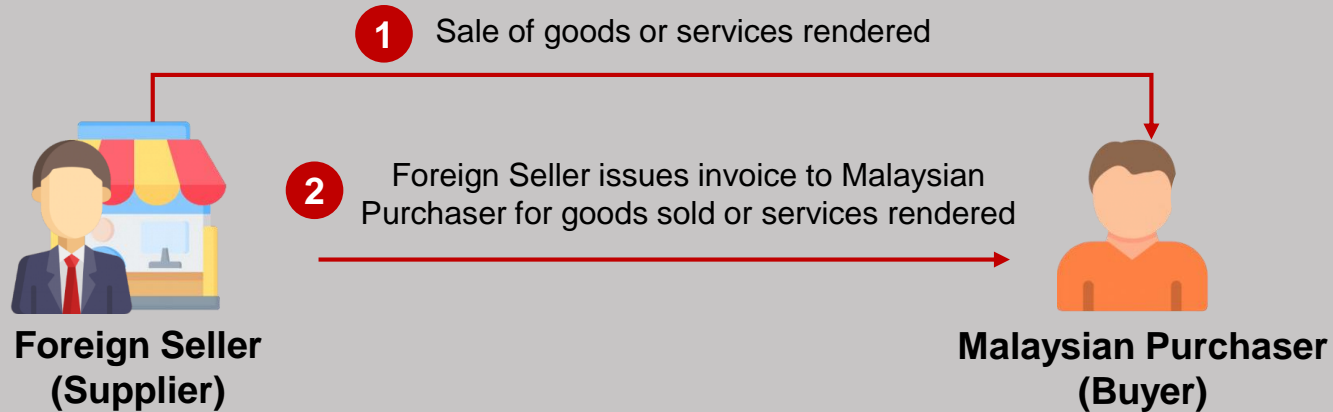 1
Sale of goods or services rendered
2
Foreign Seller issues invoice to Malaysian
Purchaser for goods sold or services rendered
Foreign Seller
(Supplier)
Malaysian Purchaser
(Buyer)